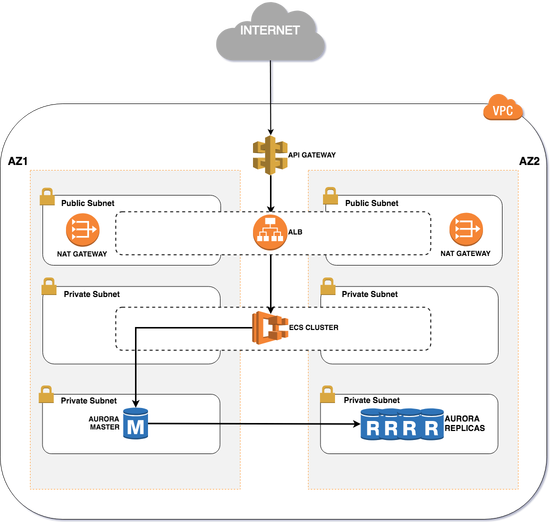 INTERNET
VPC
AZ1
AZ2
API GATEWAY
Public Subnet
Public Subnet
NAT GATEWAY
ALB
NAT GATEWAY
Private Subnet
Private Subnet
ECS CLUSTER
Private Subnet
Private Subnet
AURORA
MASTER
M
R R R R
AURORA
REPLICAS